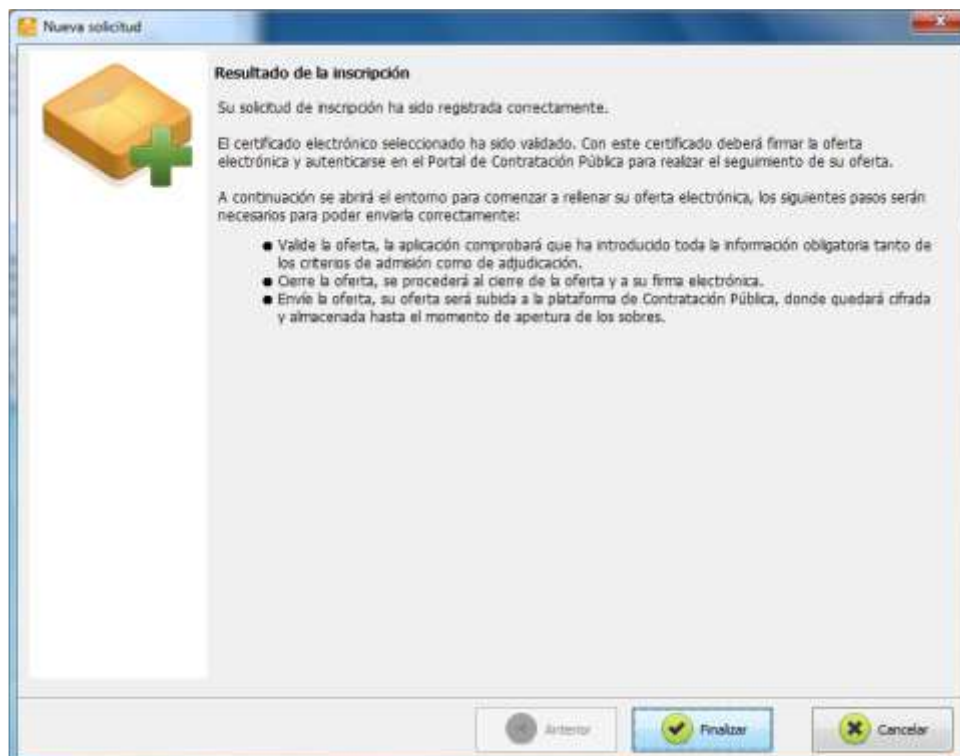 Nueva solicitud
Resultado de la inscripción
Su solicitud de inscripción ha sido registrada correctamente.
El certificado electrónico seleccionado ha sido validado. Con este certificado deberá firmar la oferta
electrónica y autenticarse en el Portal de Contratación Pública para realizar el seguimiento de su oferta.
A continuación se abrirá el entorno para comenzar a rellenar su oferta electrónica, los siguientes pasos serán
necesarios para poder enviarla correctamente:
● Valide la oferta, la aplicación comprobará que ha introducido toda la información obligatoria tanto de
los criterios de admisión como de adjudicación.
● Cierre la oferta, se procederá al cierre de la oferta y a su firma electrónica.
● Envíe la oferta, su oferta será subida a la plataforma de Contratación Pública, donde quedará cifrada
y almacenada hasta el momento de apertura de los sobres.
Anterior
Finalizar
Cancelar